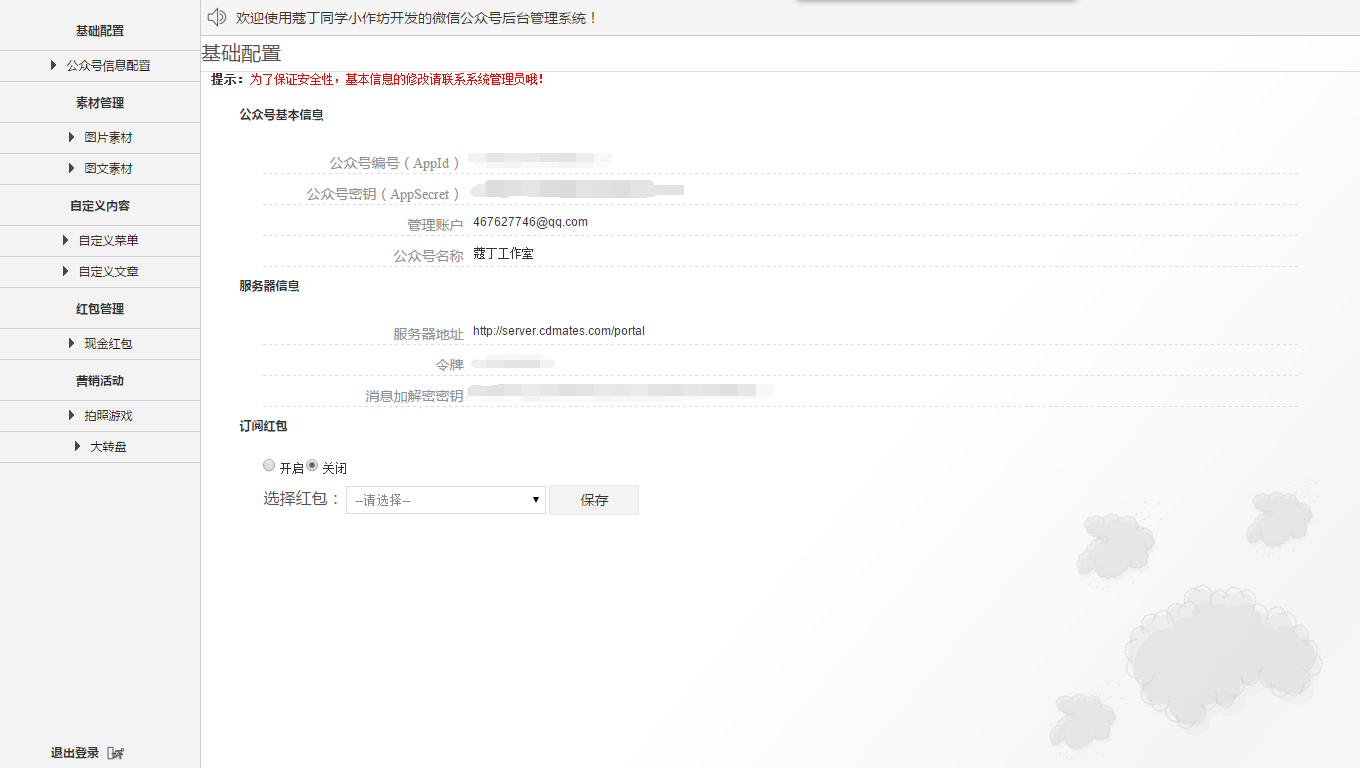 基础配置
公众号信息配置
素材管理
图片素材
图文素材
自定义内容
自定义菜单
自定义文章
红包管理
现金红包
营销活动
拍照游戏
大转盘
退出登录
欢迎使用蔻丁同学小作坊开发的微信公众号后台管理系统！
基础配置
提示：为了保证安全性，基本信息的修改请联系系统管理员哦!
公众号基本信息
公众号编号（AppId）
公众号密钥（AppSecret）
管理账户 467627746@qq.com
公众号名称 蔻丁工作室
服务器信息
服务器地址 http://server.cdmates.com/portal
令牌
消息加解密密钥
订阅红包
开启 关闭
选择红包： --请选择-- 保存